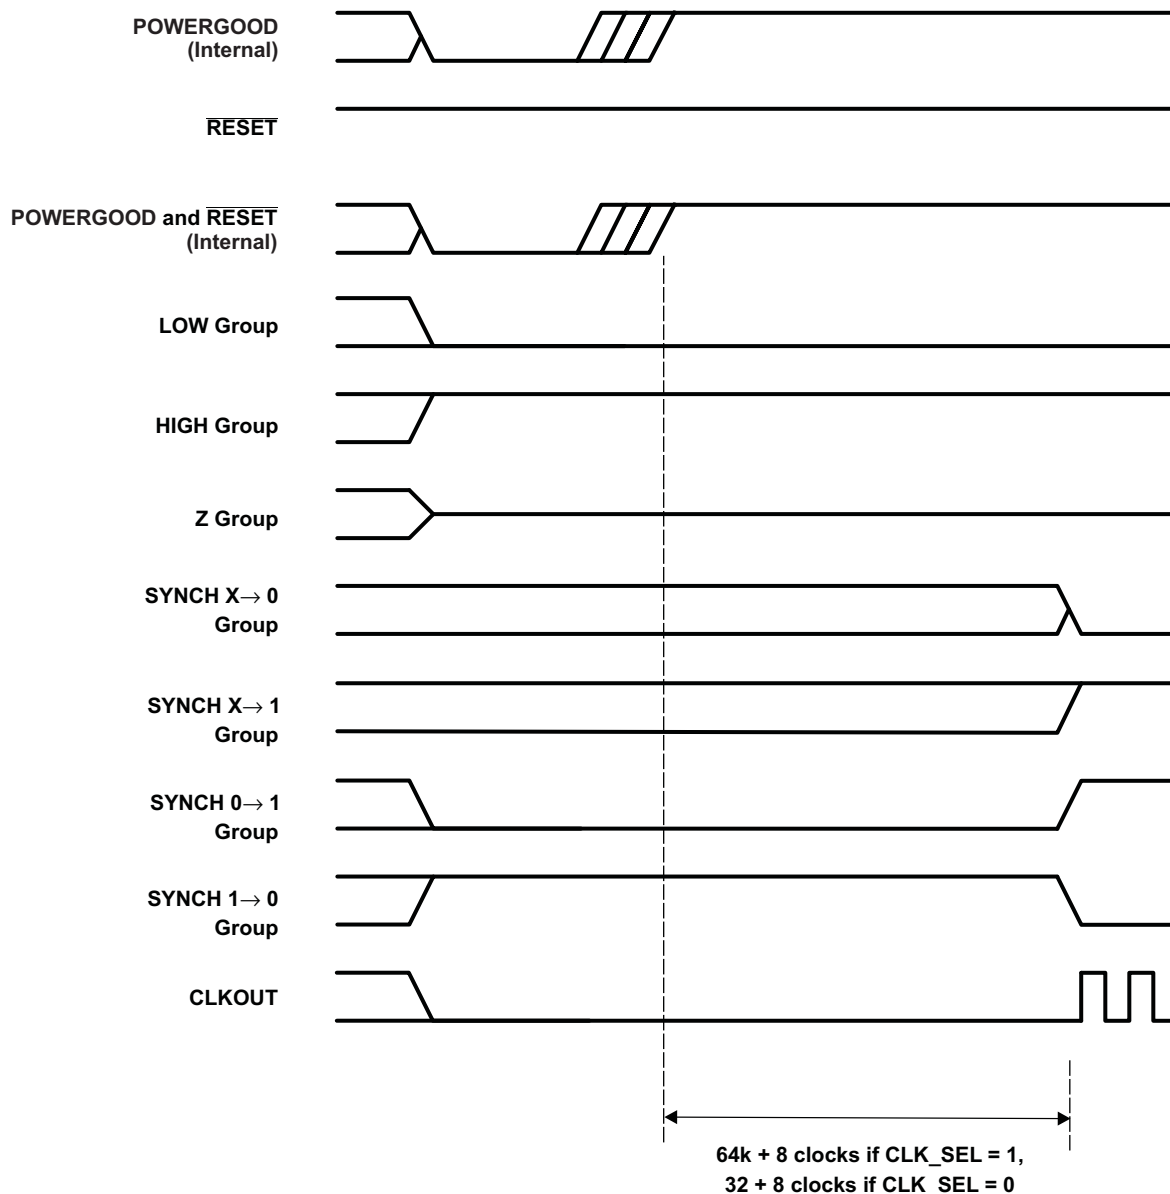 POWERGOOD
(Internal)
RESET
POWERGOOD and RESET
(Internal)
LOW Group
HIGH Group
Z Group
SYNCH X→ 0
Group
SYNCH X→ 1
Group
SYNCH 0→ 1
Group
SYNCH 1→ 0
Group
CLKOUT
64k + 8 clocks if CLK_SEL = 1,
32 + 8 clocks if CLK_SEL = 0